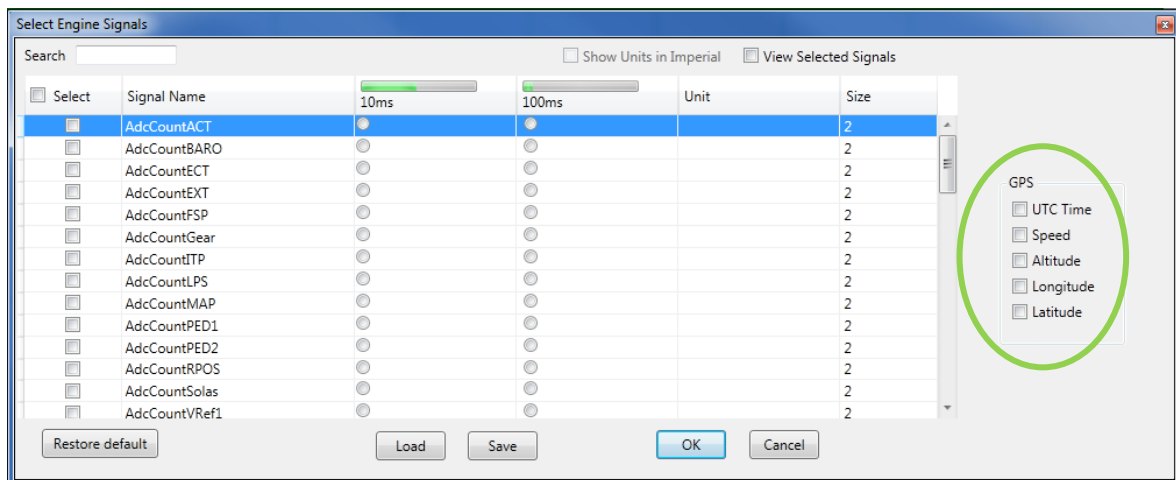 Select Engine Signals
Search Show Units in Imperial View Selected Signals
Select Signal Name 10ms 100ms Unit Size
AdcCountACT 2
AdcCountBARO 2
AdcCountECT 2
AdcCountEXT 2
AdcCountFSP 2
AdcCountGear 2
AdcCountITP 2
AdcCountLPS 2
AdcCountMAP 2
AdcCountPED1 2
AdcCountPED2 2
AdcCountRPOS 2
AdcCountSolas 2
AdcCountVRef1 2
GPS
UTC Time
Speed
Altitude
Longitude
Latitude
Restore default Load Save OK Cancel